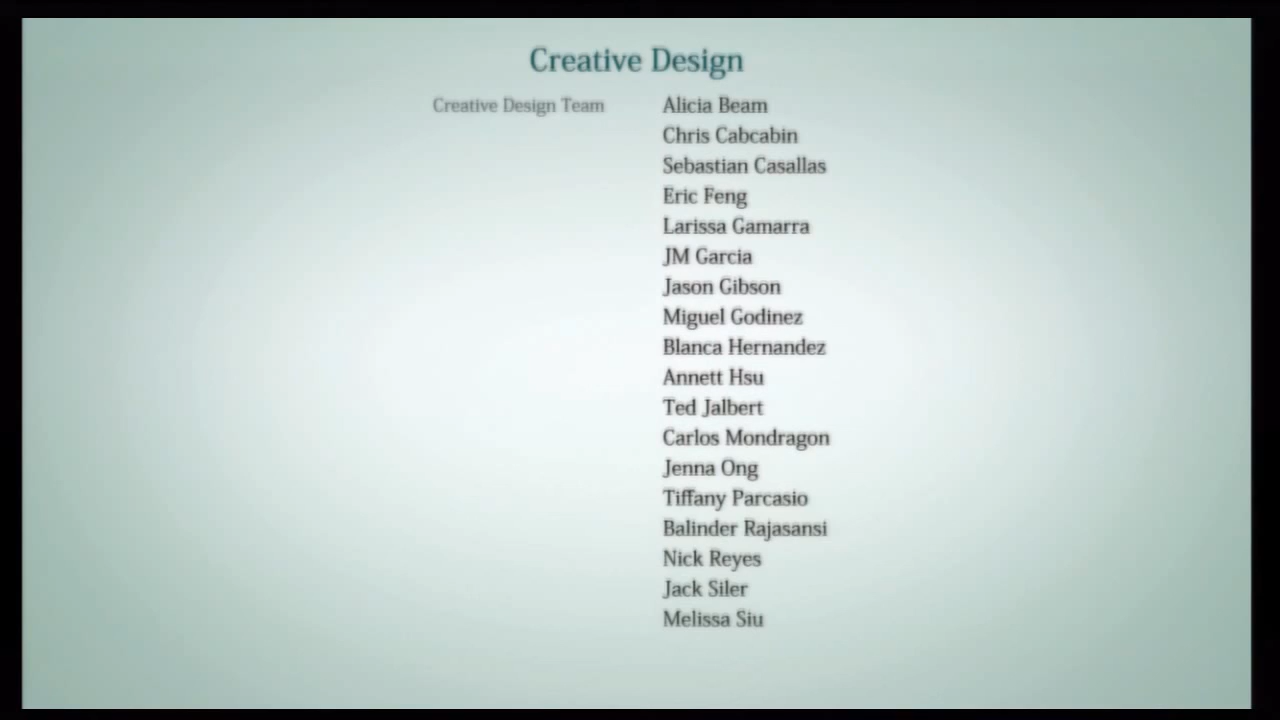 Creative Design
Creative Design Team Alicia Beam
Chris Cabcabin
Sebastian Casallas
Eric Feng
Larissa Gamarra
JM Garcia
Jason Gibson
Miguel Godinez
Blanca Hernandez
Annett Hsu
Ted Jalbert
Carlos Mondragon
Jenna Ong
Tiffany Parcasio
Balinder Rajasansi
Nick Reyes
Jack Siler
Melissa Siu